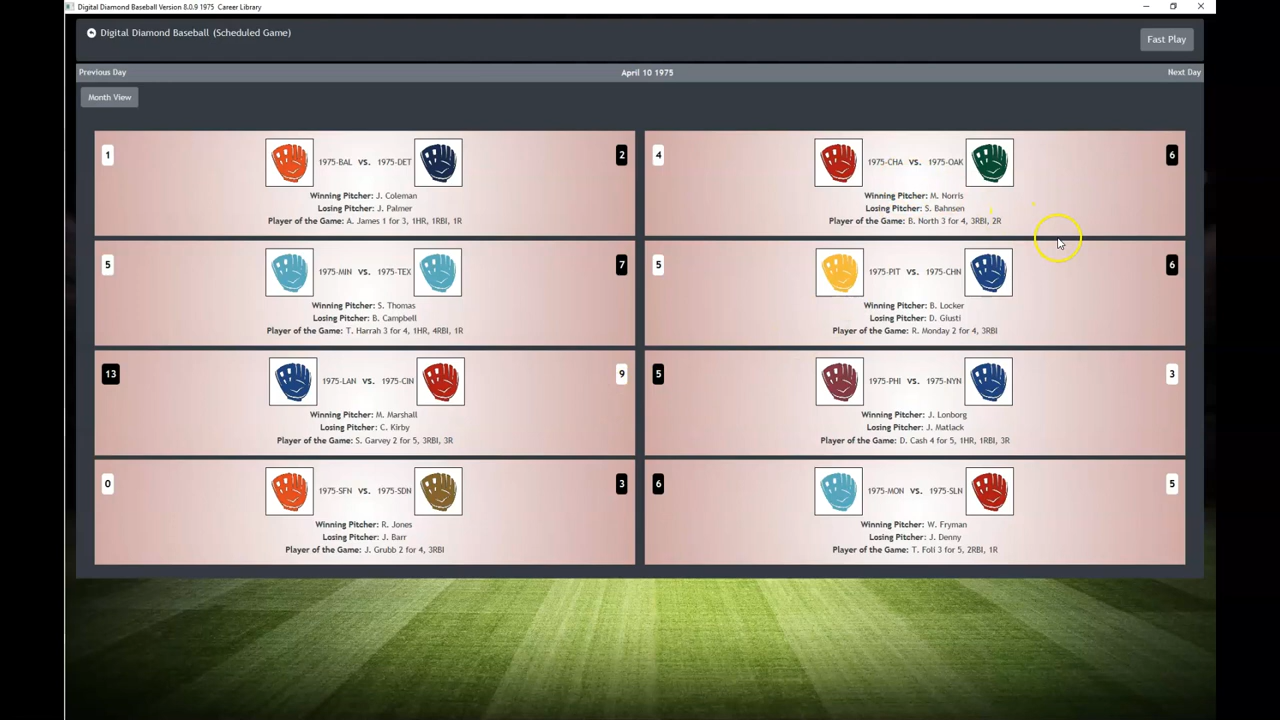 Digital Diamond Baseball Version 8.0.9 1975 Career Library
Digital Diamond Baseball (Scheduled Game)
Fast Play
Previous Day
April 10 1975
Next Day
Month View
1
1975-BAL VS. 1975-DET
2
Winning Pitcher: J. Coleman
Losing Pitcher: J. Palmer
Player of the Game: A. James 1 for 3, 1HR, 1RBI, 1R
4
1975-CHA VS. 1975-OAK
6
Winning Pitcher: M. Norris
Losing Pitcher: S. Bahnsen
Player of the Game: B. North 3 for 4, 3RBI, 2R
5
1975-MIN VS. 1975-TEX
7
Winning Pitcher: S. Thomas
Losing Pitcher: B. Campbell
Player of the Game: T. Harrah 3 for 4, 1HR, 4RBI, 1R
5
1975-PIT VS. 1975-CHN
6
Winning Pitcher: B. Locker
Losing Pitcher: D. Giusti
Player of the Game: R. Monday 2 for 4, 3RBI
13
1975-LAN VS. 1975-CIN
9
Winning Pitcher: M. Marshall
Losing Pitcher: C. Kirby
Player of the Game: S. Garvey 2 for 5, 3RBI, 3R
5
1975-PHI VS. 1975-NYN
3
Winning Pitcher: J. Lonborg
Losing Pitcher: J. Matlack
Player of the Game: D. Cash 4 for 5, 1HR, 1RBI, 3R
0
1975-SFN VS. 1975-SDN
3
Winning Pitcher: R. Jones
Losing Pitcher: J. Barr
Player of the Game: J. Grubb 2 for 4, 3RBI
6
1975-MON VS. 1975-SLN
5
Winning Pitcher: W. Fryman
Losing Pitcher: J. Denny
Player of the Game: T. Foli 3 for 5, 2RBI, 1R